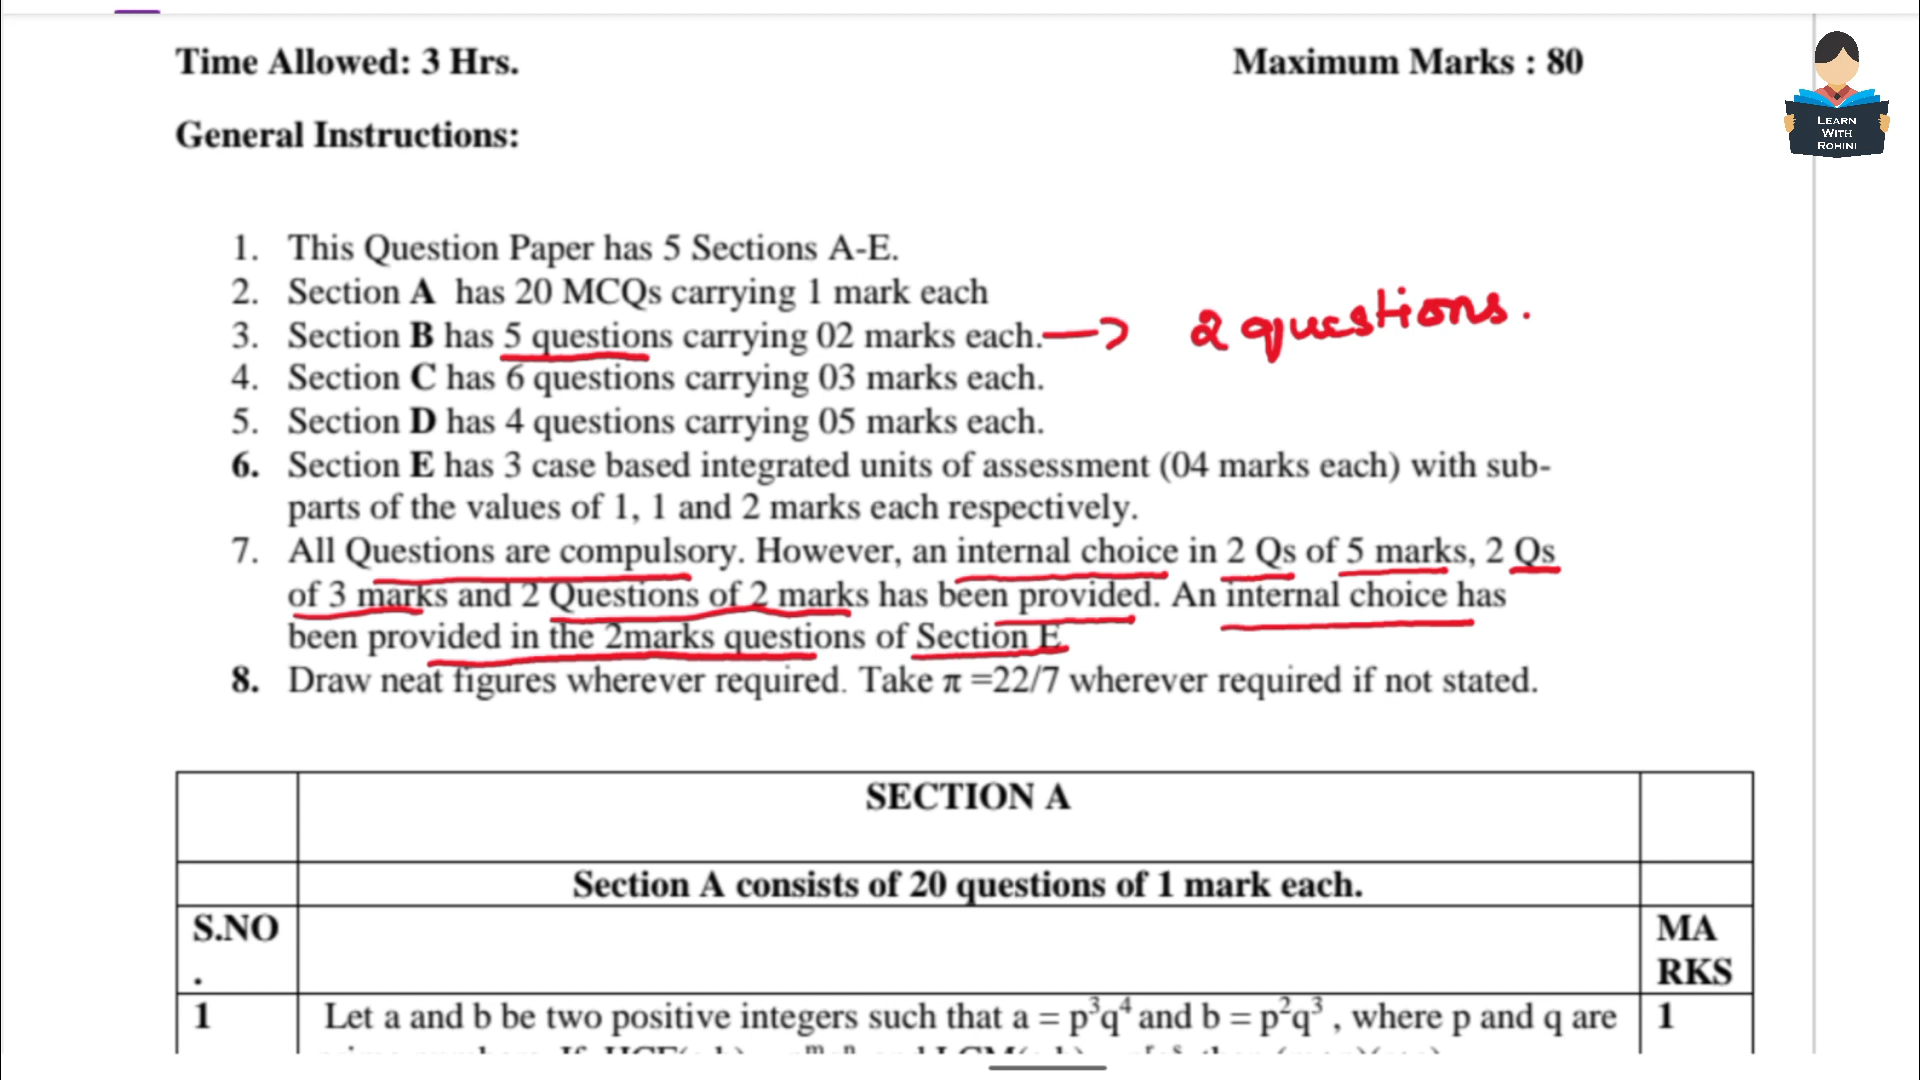 Time Allowed: 3 Hrs. Maximum Marks : 80
LEARN
WITH
ROHINI
General Instructions:
1. This Question Paper has 5 Sections A-E.
2. Section A has 20 MCQs carrying 1 mark each
3. Section B has 5 questions carrying 02 marks each. → 2 questions.
4. Section C has 6 questions carrying 03 marks each.
5. Section D has 4 questions carrying 05 marks each.
6. Section E has 3 case based integrated units of assessment (04 marks each) with sub-
parts of the values of 1, 1 and 2 marks each respectively.
7. All Questions are compulsory. However, an internal choice in 2 Qs of 5 marks, 2 Qs
of 3 marks and 2 Questions of 2 marks has been provided. An internal choice has
been provided in the 2marks questions of Section E
8. Draw neat figures wherever required. Take π =22/7 wherever required if not stated.
SECTION A
Section A consists of 20 questions of 1 mark each.
S.NO
.
MA
RKS
1 Let a and b be two positive integers such that a = p³q⁴ and b = p²q³ , where p and q are 1